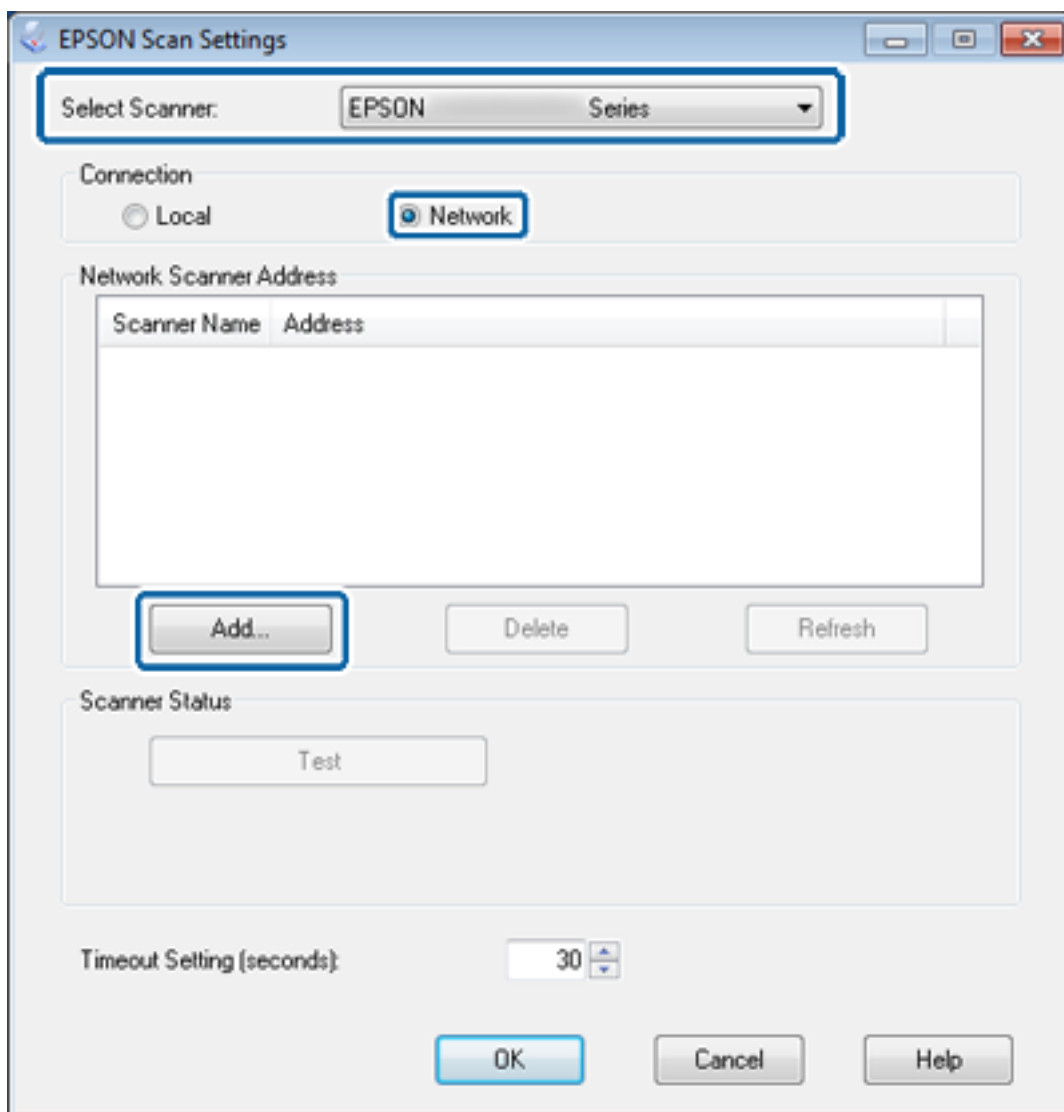 EPSON Scan Settings
Select Scanner: EPSON Series
Connection
Local Network
Network Scanner Address
Scanner Name Address
Add... Delete Refresh
Scanner Status
Test
Timeout Setting (seconds): 30
OK Cancel Help